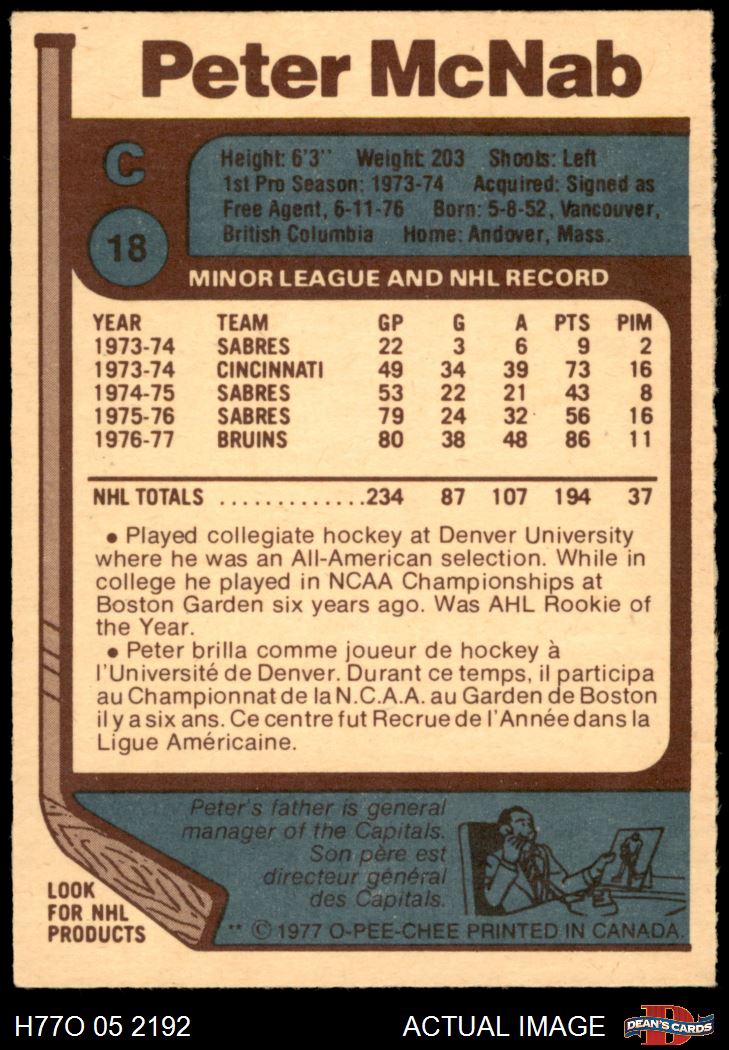 Peter McNab
C
18
Height: 6'3'' Weight: 203 Shoots: Left
1st Pro Season: 1973-74 Acquired: Signed as
Free Agent, 6-11-76 Born: 5-8-52, Vancouver,
British Columbia Home: Andover, Mass.
MINOR LEAGUE AND NHL RECORD
YEAR TEAM GP G A PTS PIM
1973-74 SABRES 22 3 6 9 2
1973-74 CINCINNATI 49 34 39 73 16
1974-75 SABRES 53 22 21 43 8
1975-76 SABRES 79 24 32 56 16
1976-77 BRUINS 80 38 48 86 11
NHL TOTALS .............234 87 107 194 37
• Played collegiate hockey at Denver University
where he was an All-American selection. While in
college he played in NCAA Championships at
Boston Garden six years ago. Was AHL Rookie of
the Year.
• Peter brilla comme joueur de hockey à
l'Université de Denver. Durant ce temps, il participa
au Championnat de la N.C.A.A. au Garden de Boston
il y a six ans. Ce centre fut Recrue de l'Année dans la
Ligue Américaine.
Peter's father is general
manager of the Capitals.
Son père est
directeur général
des Capitals.
LOOK
FOR NHL
PRODUCTS
** © 1977 O-PEE-CHEE PRINTED IN CANADA.
H77O 05 2192 ACTUAL IMAGE DEAN'S CARDS